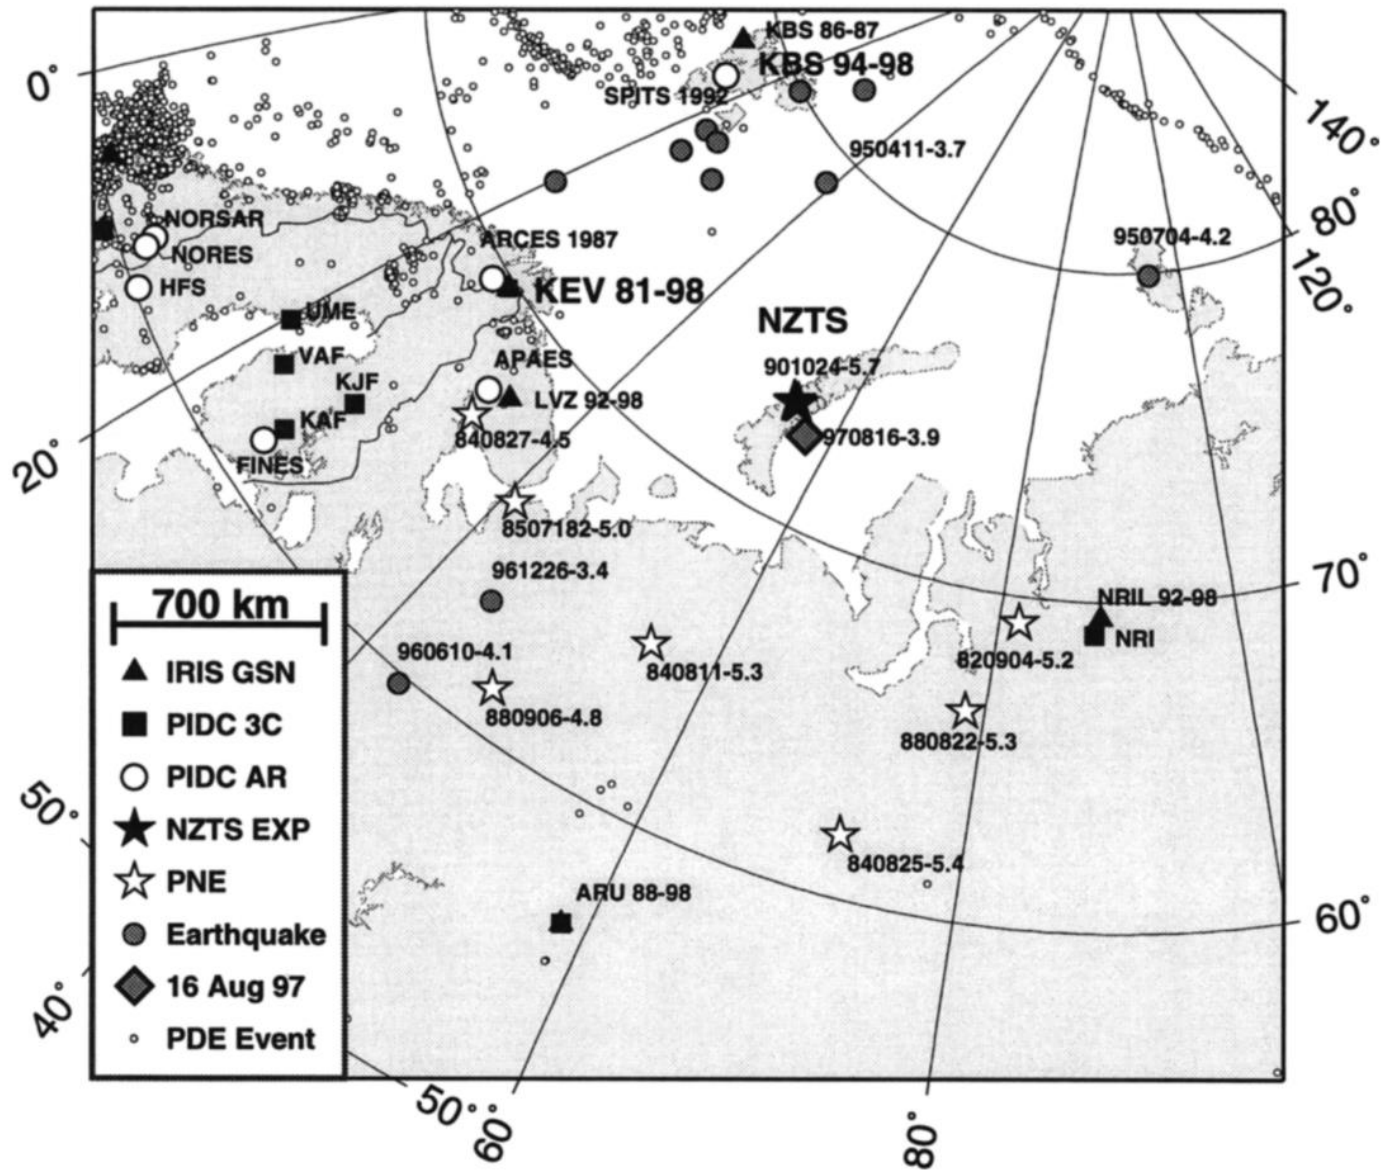 KBS 86-87
0°
KBS 94-98
SPITS 1992
140°
950411-3.7
80°
NORSAR
ARCES 1987
950704-4.2
NORES
120°
HFS
KEV 81-98
UME
NZTS
VAF
APAES
901024-5.7
KJF
LVZ 92-98
KAF
840827-4.5
970816-3.9
20°
FINES
8507182-5.0
961226-3.4
70°
700 km
NRIL 92-98
NRI
960610-4.1
820904-5.2
IRIS GSN
840811-5.3
880906-4.8
PIDC 3C
880822-5.3
PIDC AR
50°
NZTS EXP
840825-5.4
PNE
ARU 88-98
60°
Earthquake
16 Aug 97
40°
PDE Event
50°
60°
80°